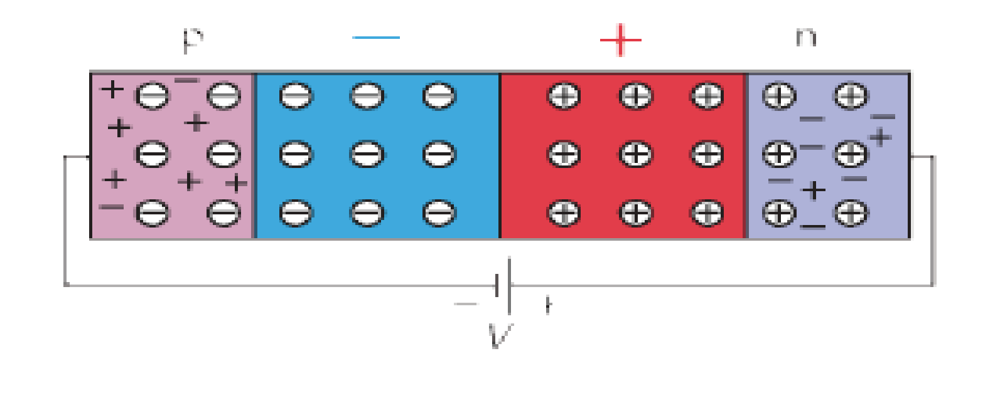 p − + n
− +
V